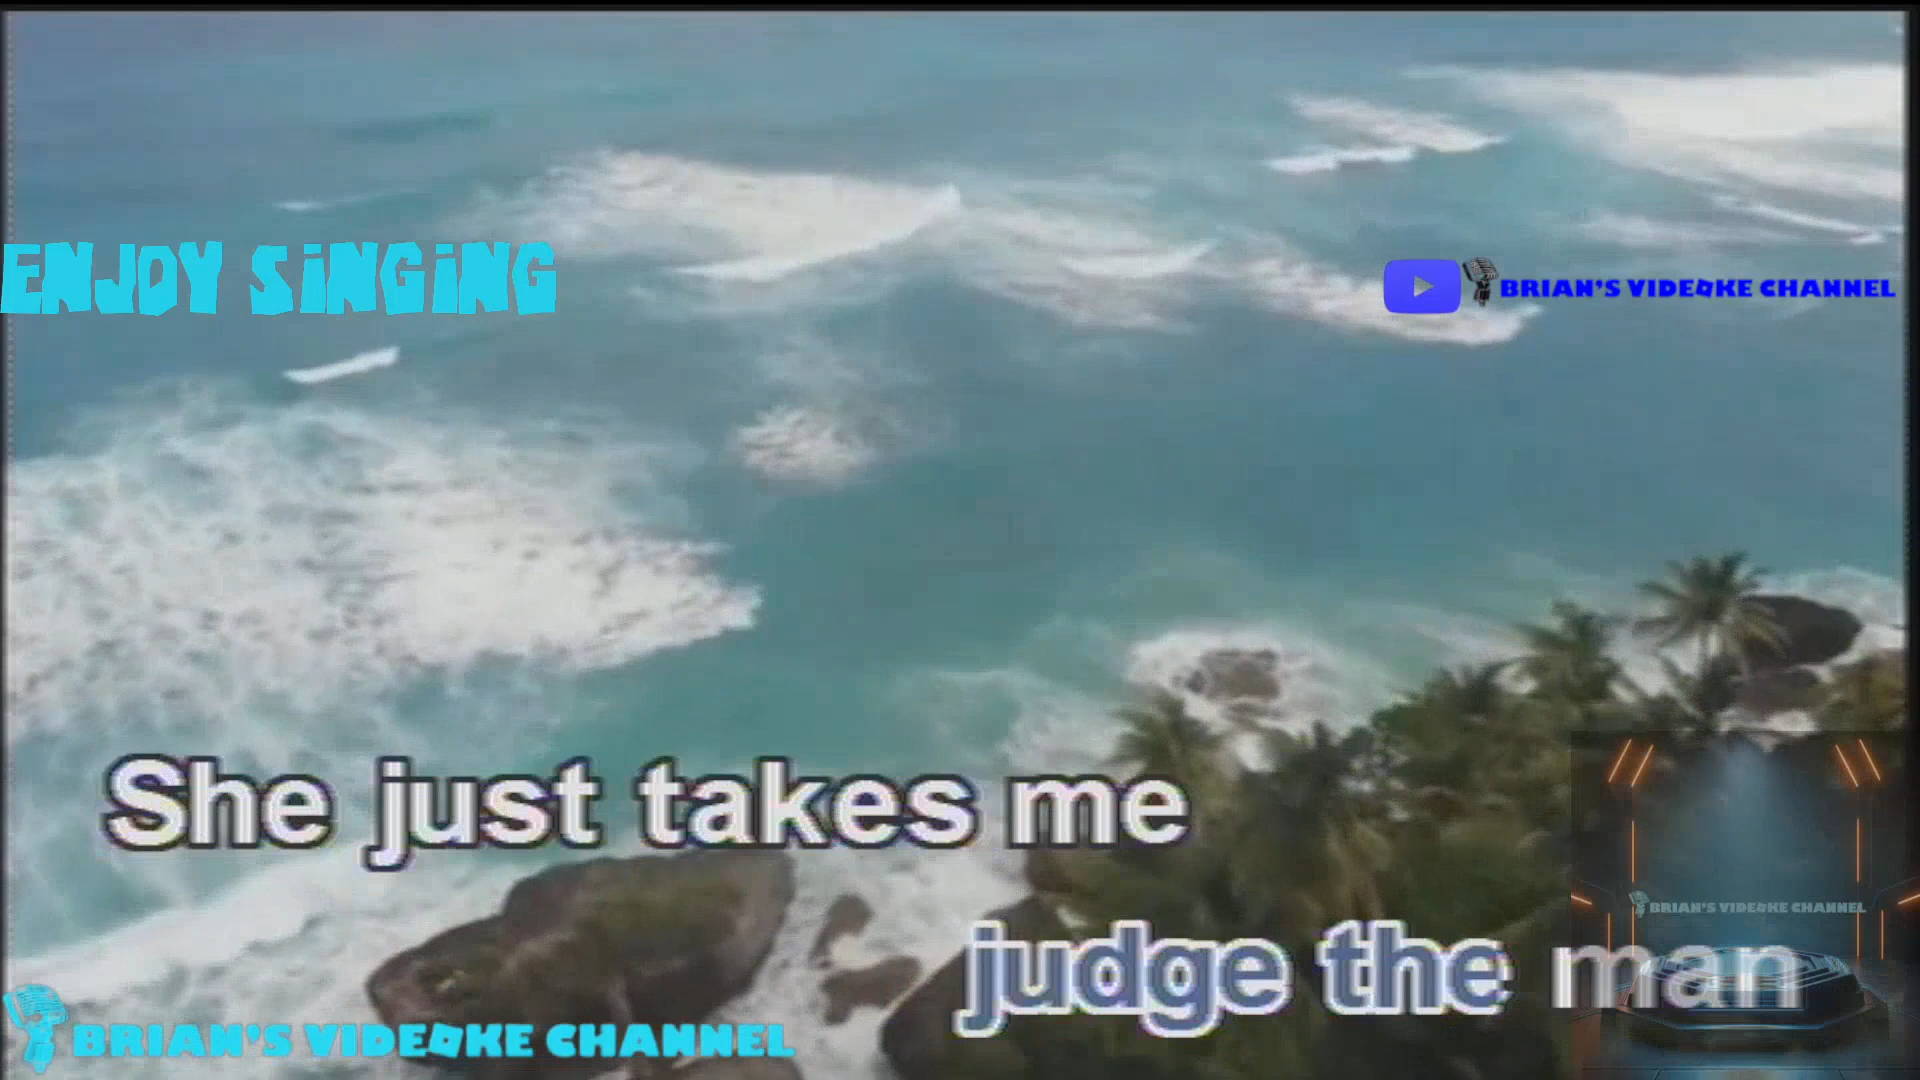 ENJOY SiNGiNG
BRIAN'S VIDEOKE CHANNEL
She just takes me
BRIAN'S VIDEOKE CHANNEL
judge the man
BRIAN'S VIDEOKE CHANNEL